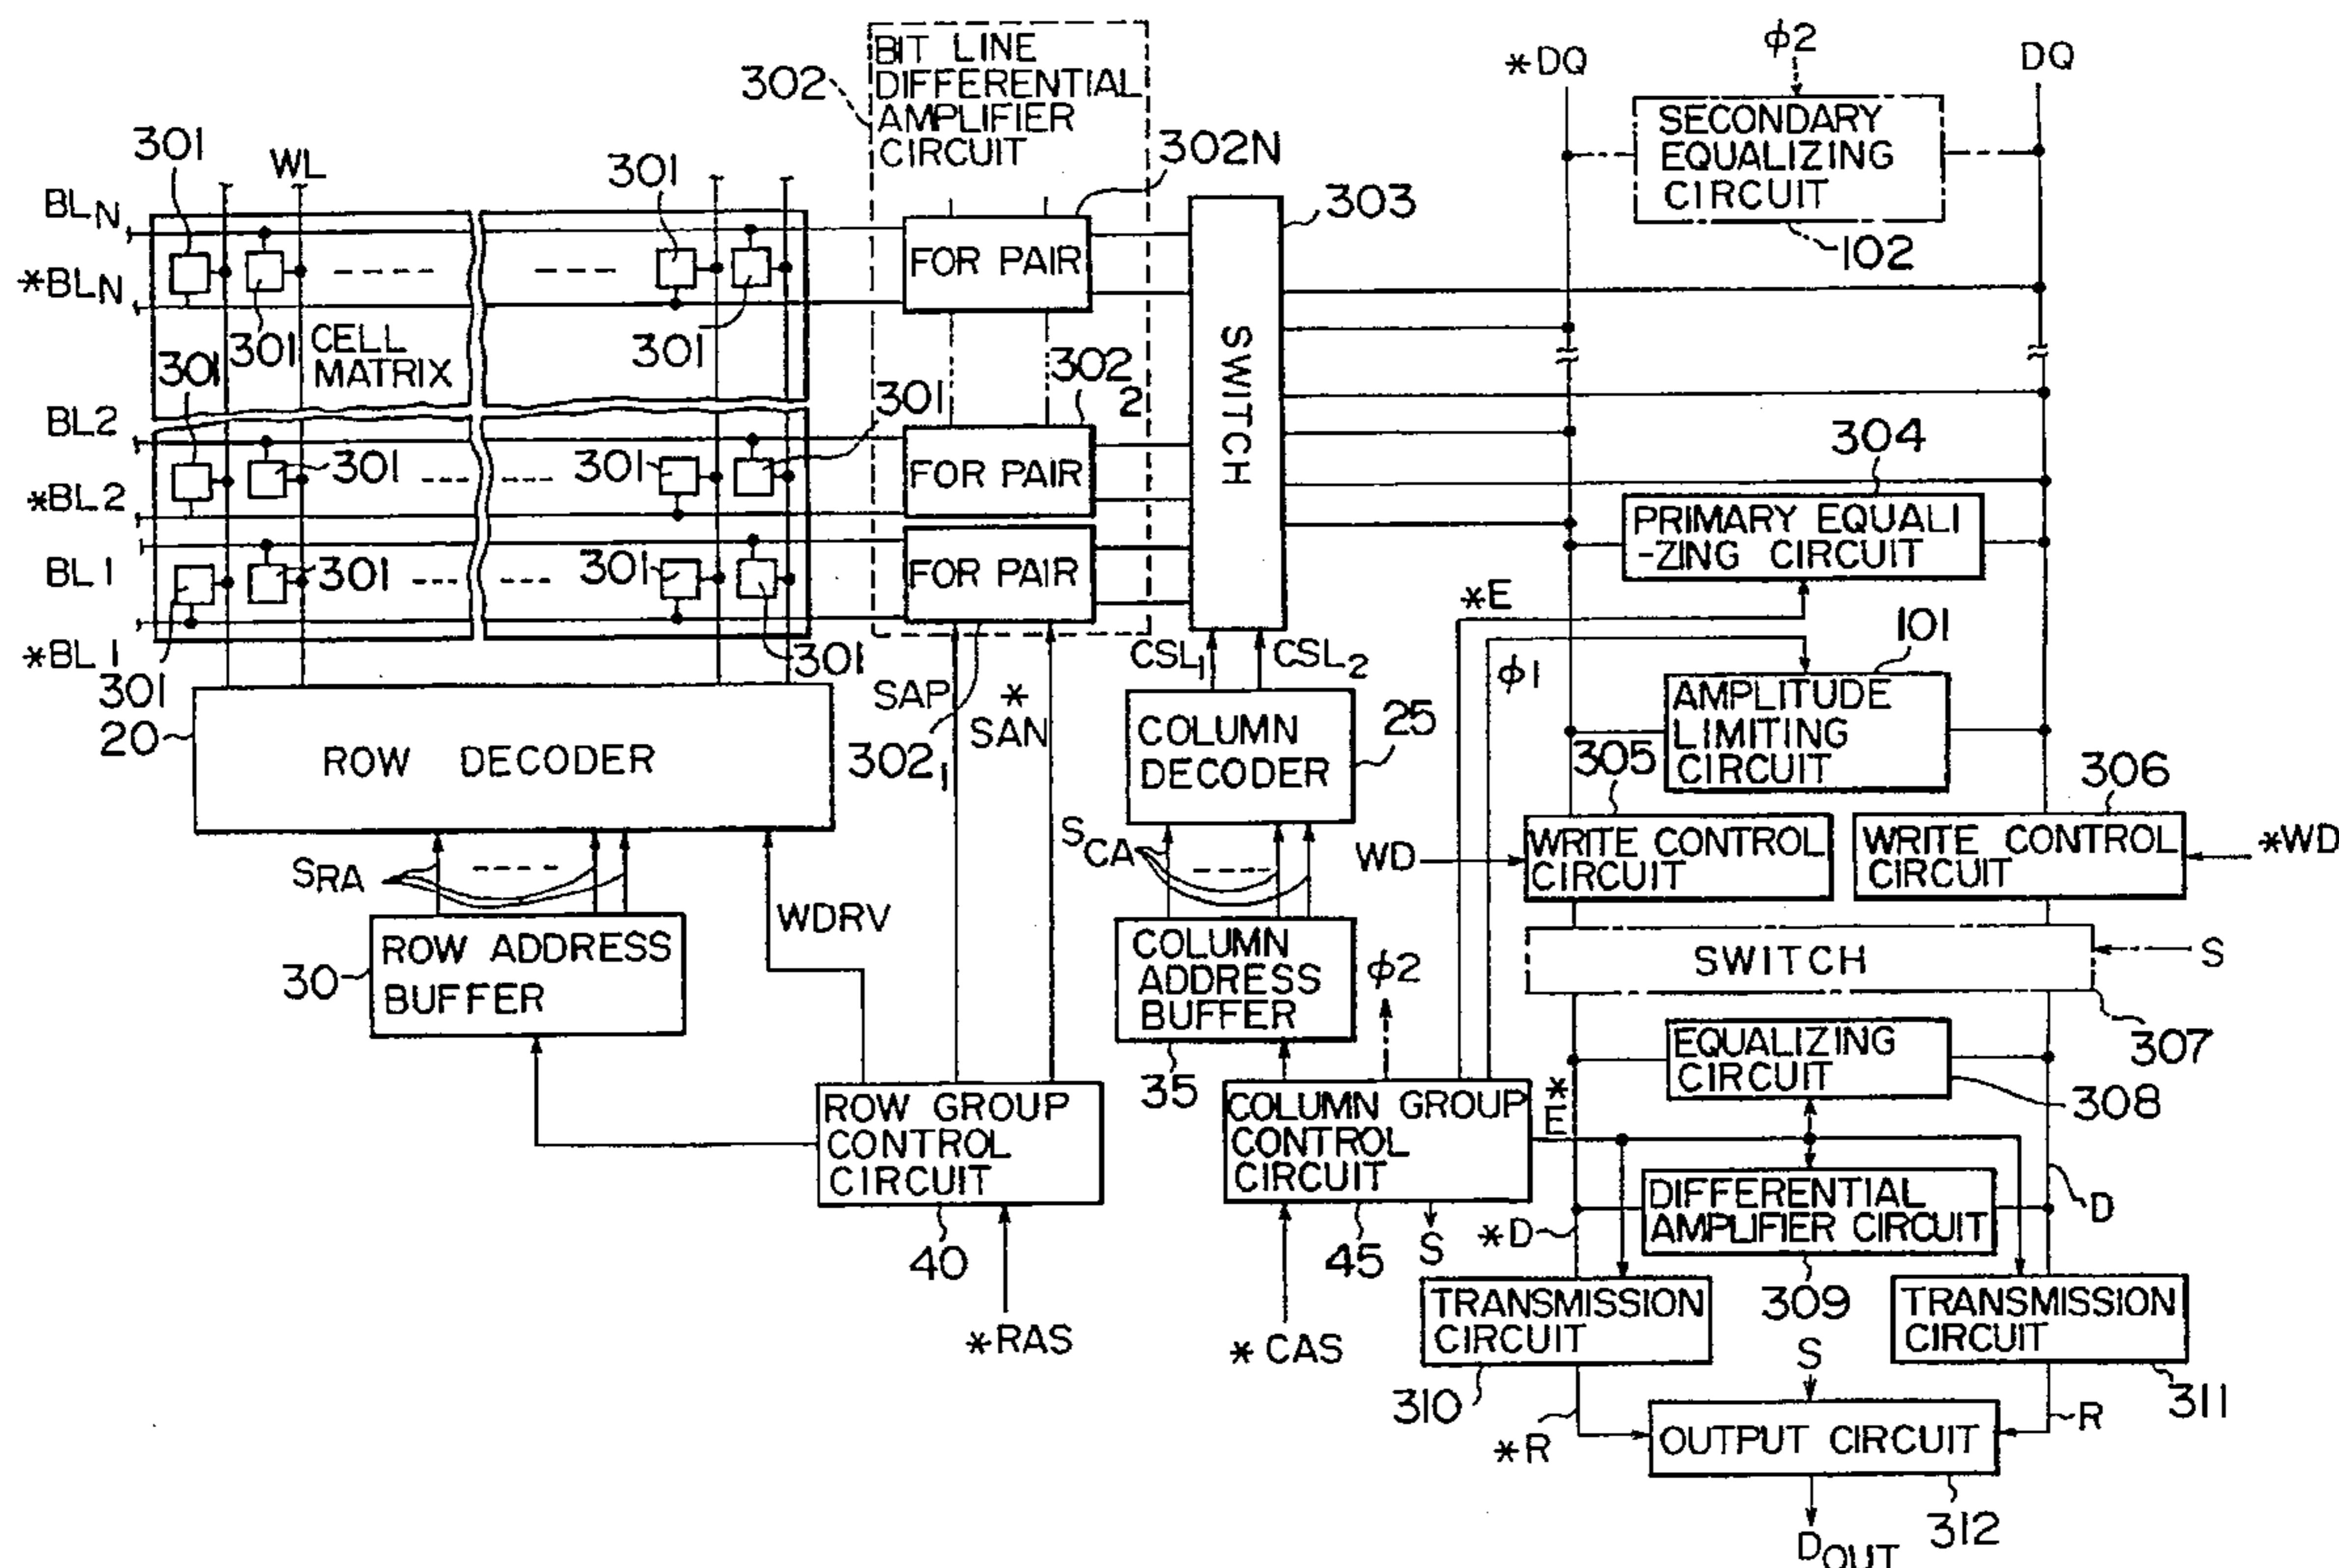 BIT LINE
DIFFERENTIAL
AMPLIFIER
CIRCUIT
302
φ2
*DQ
DQ
SECONDARY
EQUALIZING
CIRCUIT
102
301
WL
301
302N
303
BLN
*BLN
FOR PAIR
301
CELL
MATRIX
301
301
302 2
301
SWITCH
BL2
*BL2
301
301
FOR PAIR
304
PRIMARY EQUALI
-ZING CIRCUIT
BL1
*BL1
301
301
301
301
FOR PAIR
*E
φ1
101
AMPLITUDE
LIMITING
CIRCUIT
CSL1
CSL2
SAP
*
SAN
3021
20
ROW DECODER
COLUMN
DECODER
25
305
306
WD
WRITE CONTROL
CIRCUIT
WRITE CONTROL
CIRCUIT
*WD
SRA
----
WDRV
SCA
----
30
ROW ADDRESS
BUFFER
COLUMN
ADDRESS
BUFFER
35
φ2
SWITCH
S
307
EQUALIZING
CIRCUIT
308
ROW GROUP
CONTROL
CIRCUIT
40
*RAS
COLUMN GROUP
CONTROL
CIRCUIT
45
*
E
S
*CAS
*D
DIFFERENTIAL
AMPLIFIER CIRCUIT
D
309
TRANSMISSION
CIRCUIT
310
TRANSMISSION
CIRCUIT
311
S
*R
OUTPUT CIRCUIT
R
312
DOUT